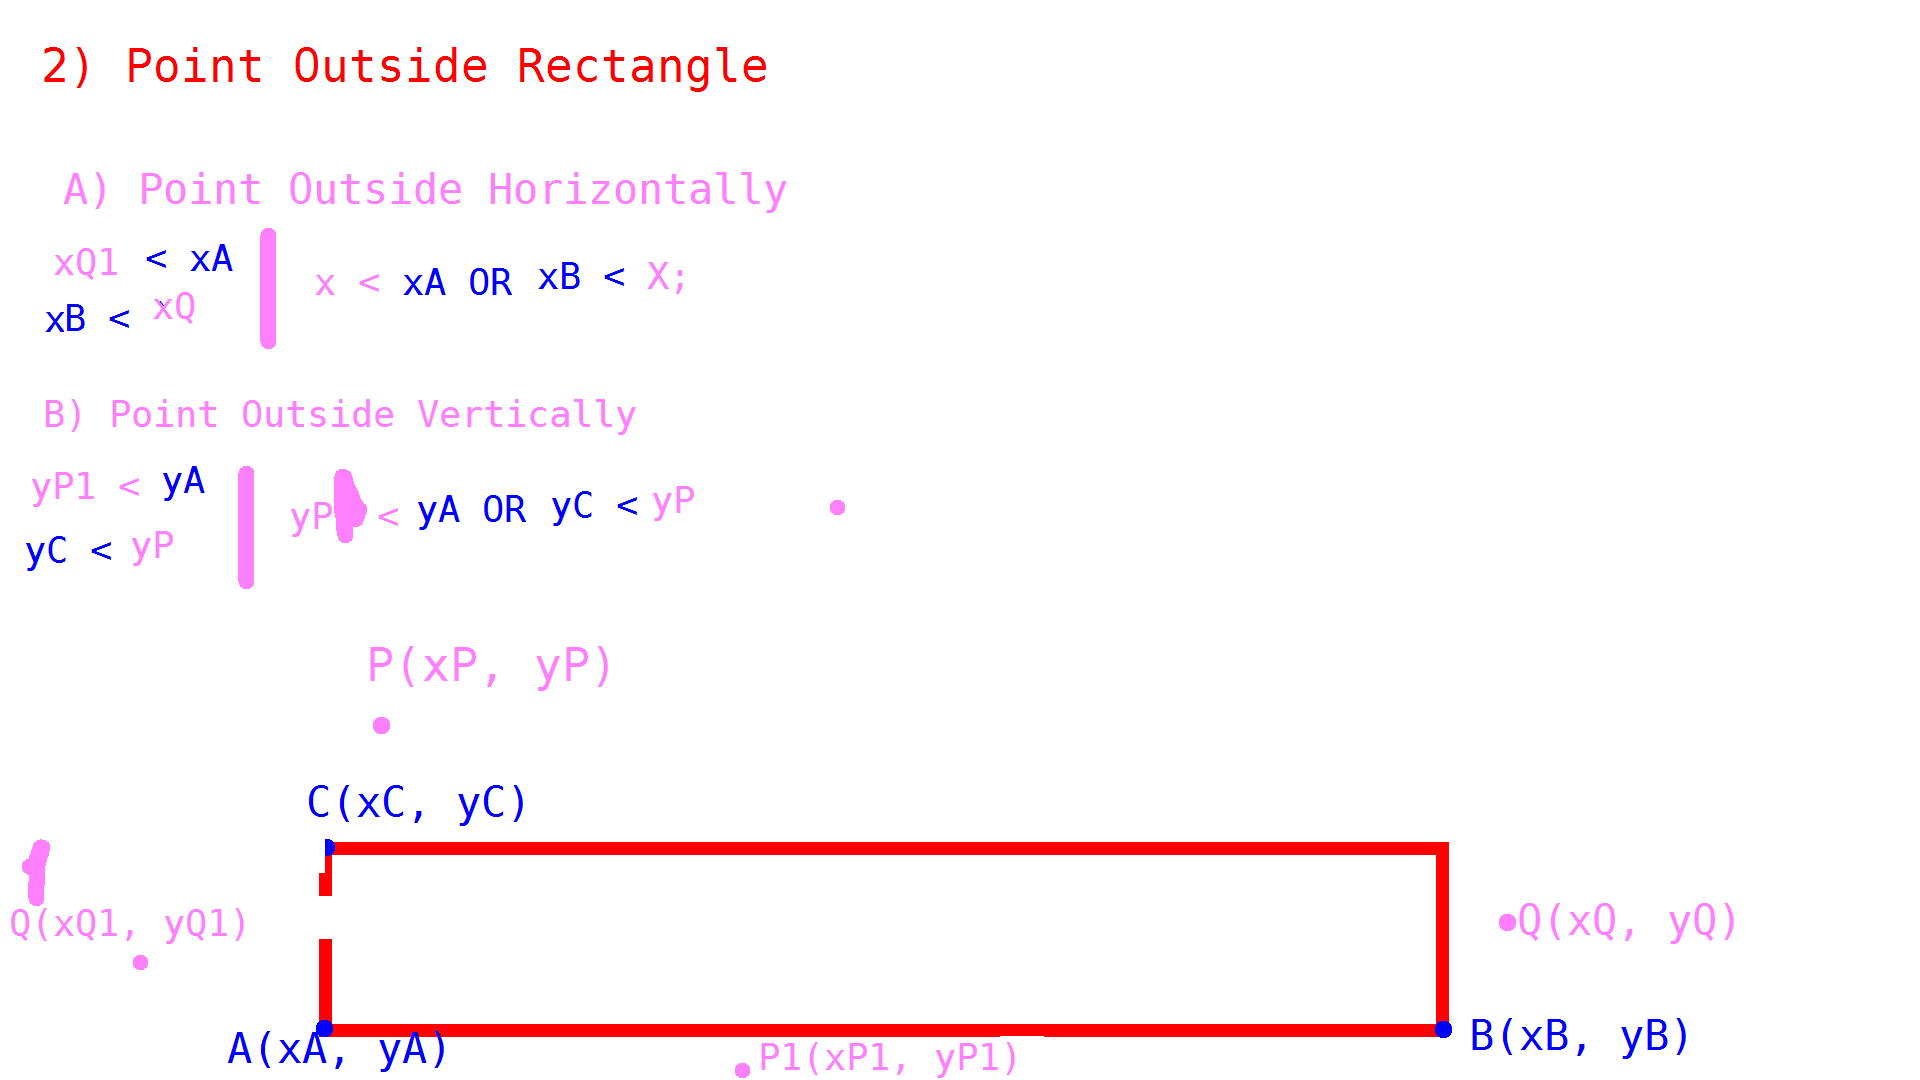 2) Point Outside Rectangle
A) Point Outside Horizontally
xQ1 < xA
xB < xQ
x < xA OR xB < X;
B) Point Outside Vertically
yP1 < yA
yC < yP
yP < yA OR yC < yP
P(xP, yP)
C(xC, yC)
Q(xQ1, yQ1)
Q(xQ, yQ)
A(xA, yA)
B(xB, yB)
P1(xP1, yP1)